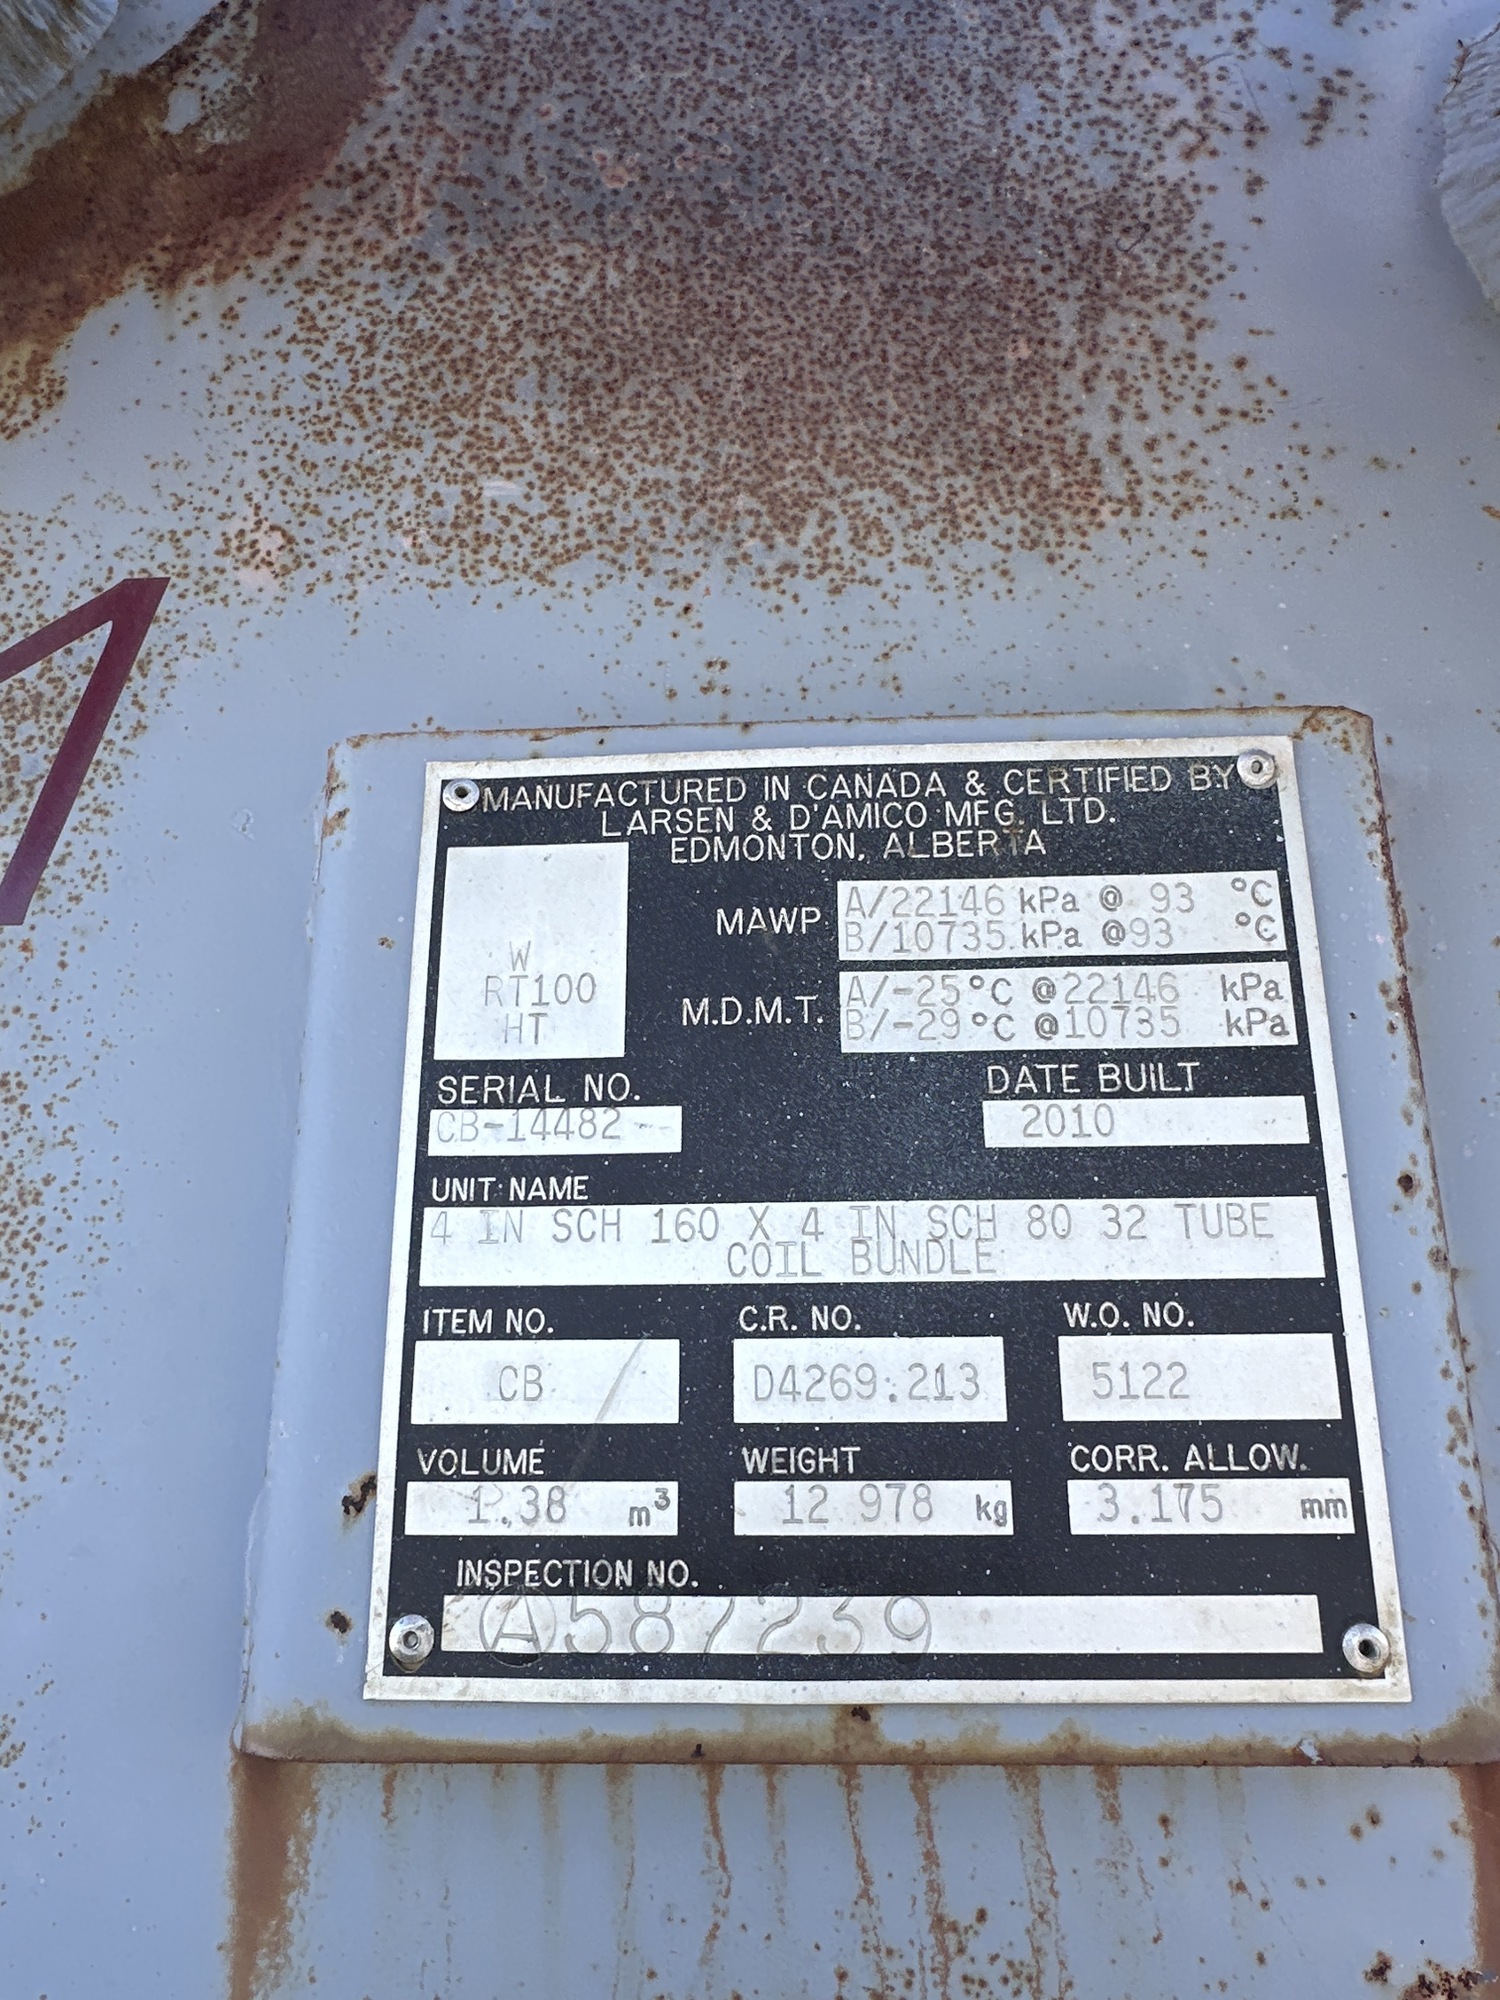 MANUFACTURED IN CANADA & CERTIFIED BY
LARSEN & D'AMICO MFG. LTD.
EDMONTON, ALBERTA
W
RT100
HT
MAWP
A/22146 kPa @ 93 °C
B/10735 kPa @93 °C
M.D.M.T.
A/-25°C @22146 kPa
B/-29°C @10735 kPa
SERIAL NO.
CB-14482
DATE BUILT
2010
UNIT NAME
4 IN SCH 160 X 4 IN SCH 80 32 TUBE
COIL BUNDLE
ITEM NO.
CB
C.R. NO.
D4269.213
W.O. NO.
5122
VOLUME
1.38 m³
WEIGHT
12 978 kg
CORR. ALLOW.
3.175 mm
INSPECTION NO.
Ⓐ587239